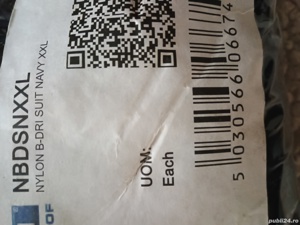 NBDSNXXL
NYLON B-DRI SUIT NAVY XXL
UOM:
Each
5 030566 06674
OF
publi24.ro